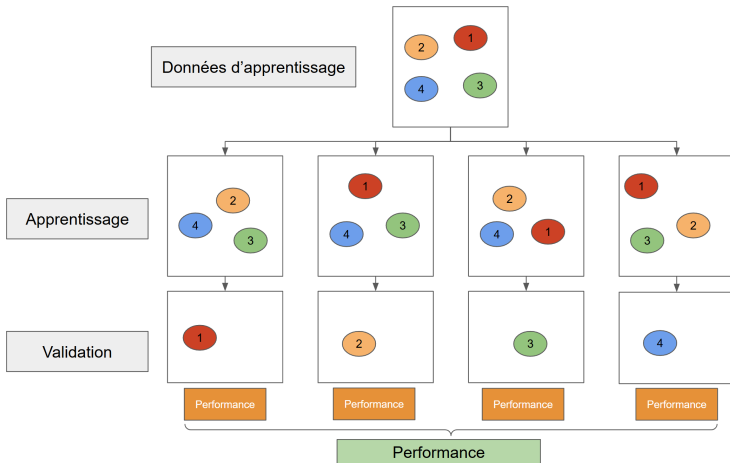 Données d'apprentissage
2
1
4
3
Apprentissage
2
4
3
1
4
3
2
4
1
1
2
3
Validation
1
2
3
4
Performance
Performance
Performance
Performance
Performance